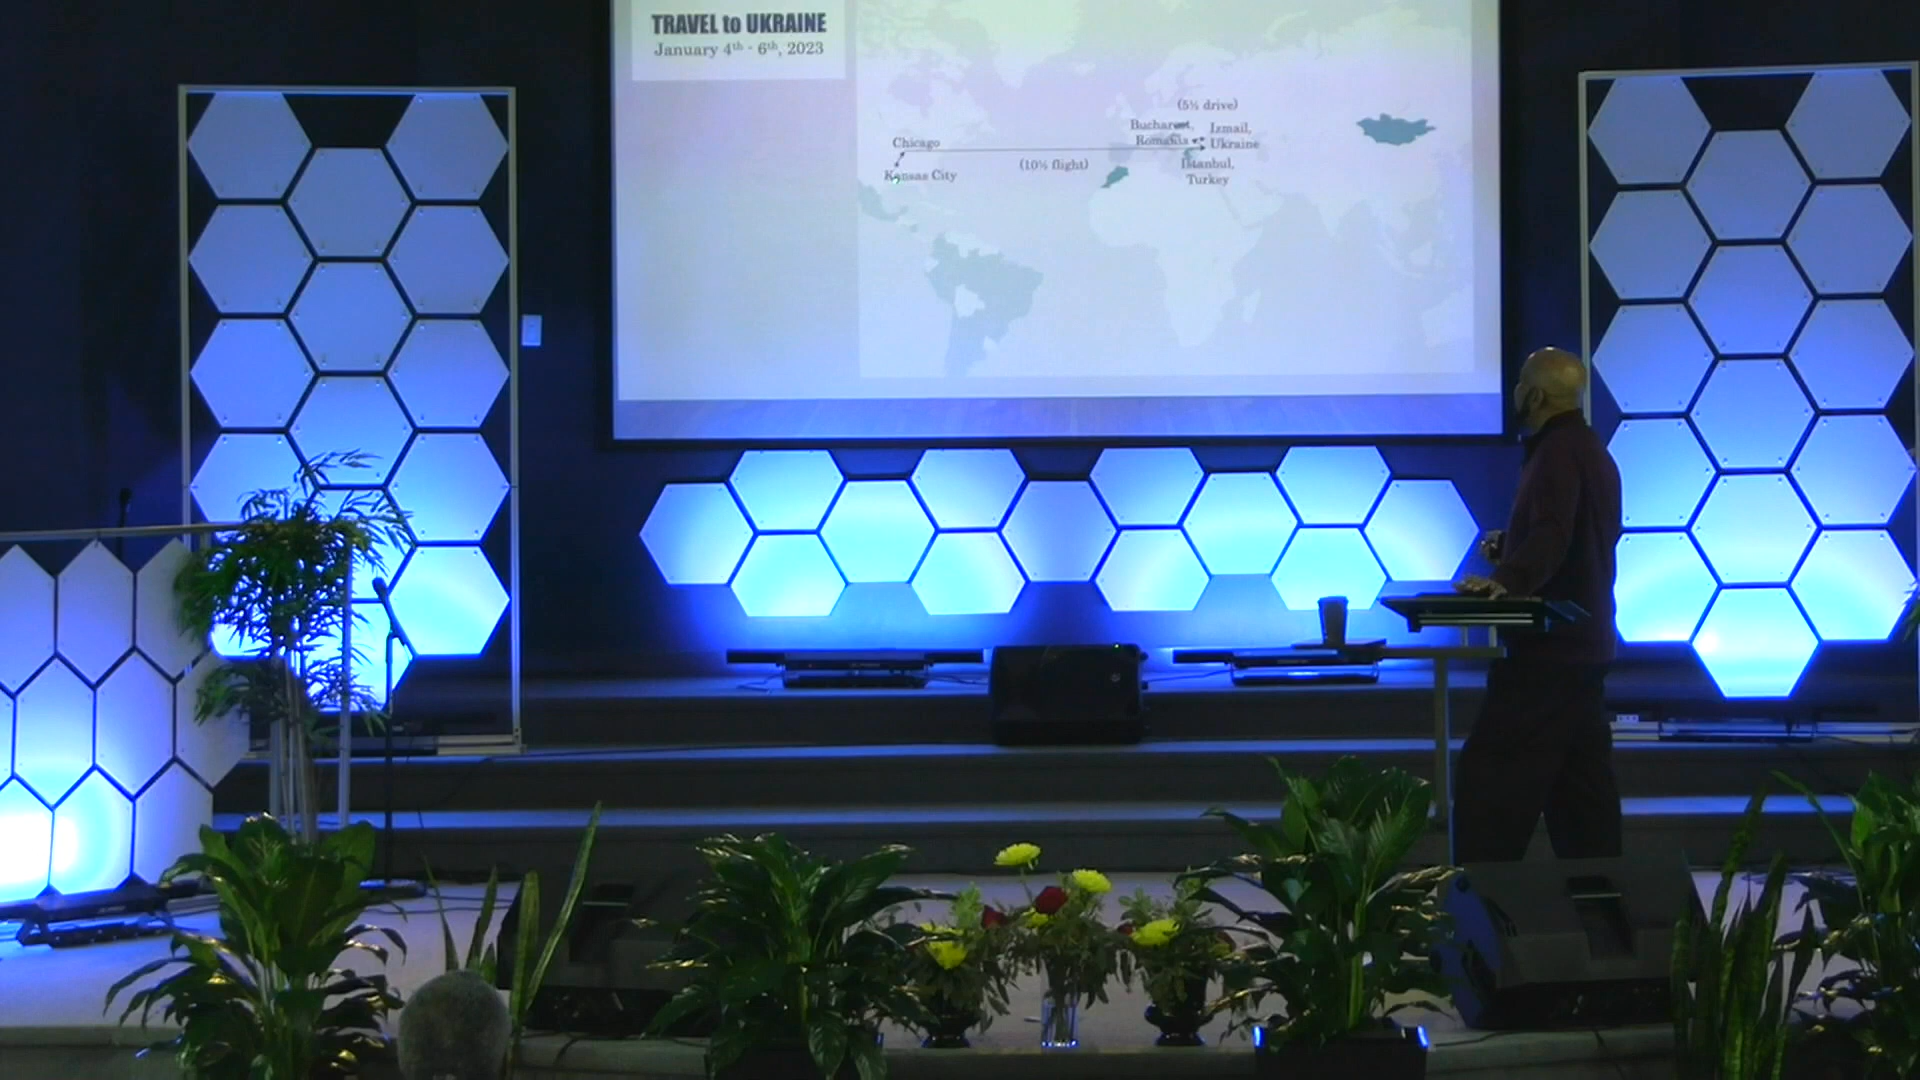 TRAVEL to UKRAINE
January 4th - 6th, 2023
(5½ drive)
Bucharest,
Romania
Izmail,
Ukraine
Chicago
(10½ flight)
Istanbul,
Turkey
Kansas City